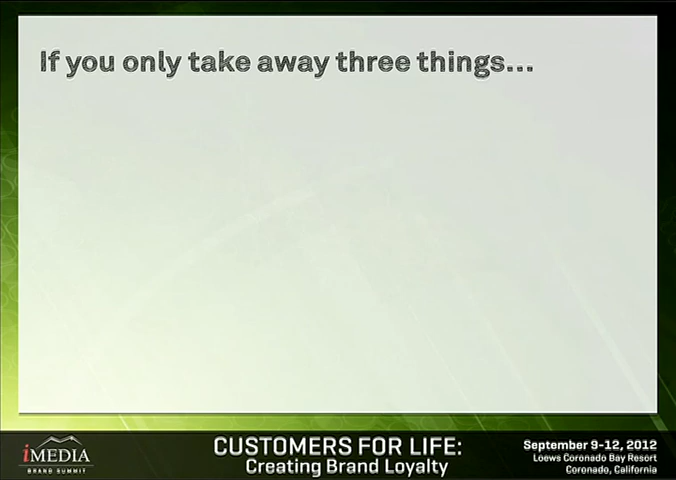 If you only take away three things...
iMEDIA
BRAND SUMMIT
CUSTOMERS FOR LIFE:
Creating Brand Loyalty
September 9-12, 2012
Loews Coronado Bay Resort
Coronado, California